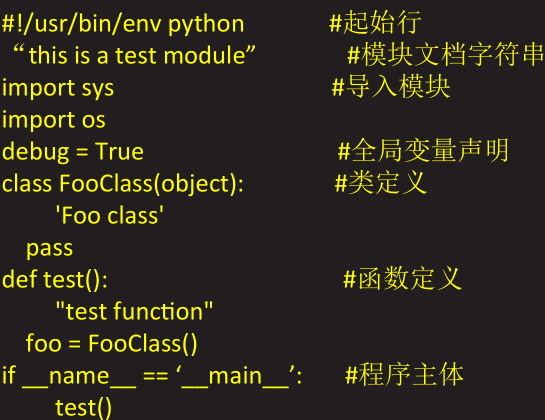 #!/usr/bin/env python #起始行
“this is a test module” #模块文档字符串
import sys #导入模块
import os
debug = True #全局变量声明
class FooClass(object): #类定义
'Foo class'
pass
def test(): #函数定义
"test function"
foo = FooClass()
if __name__ == ‘__main__’: #程序主体
test()